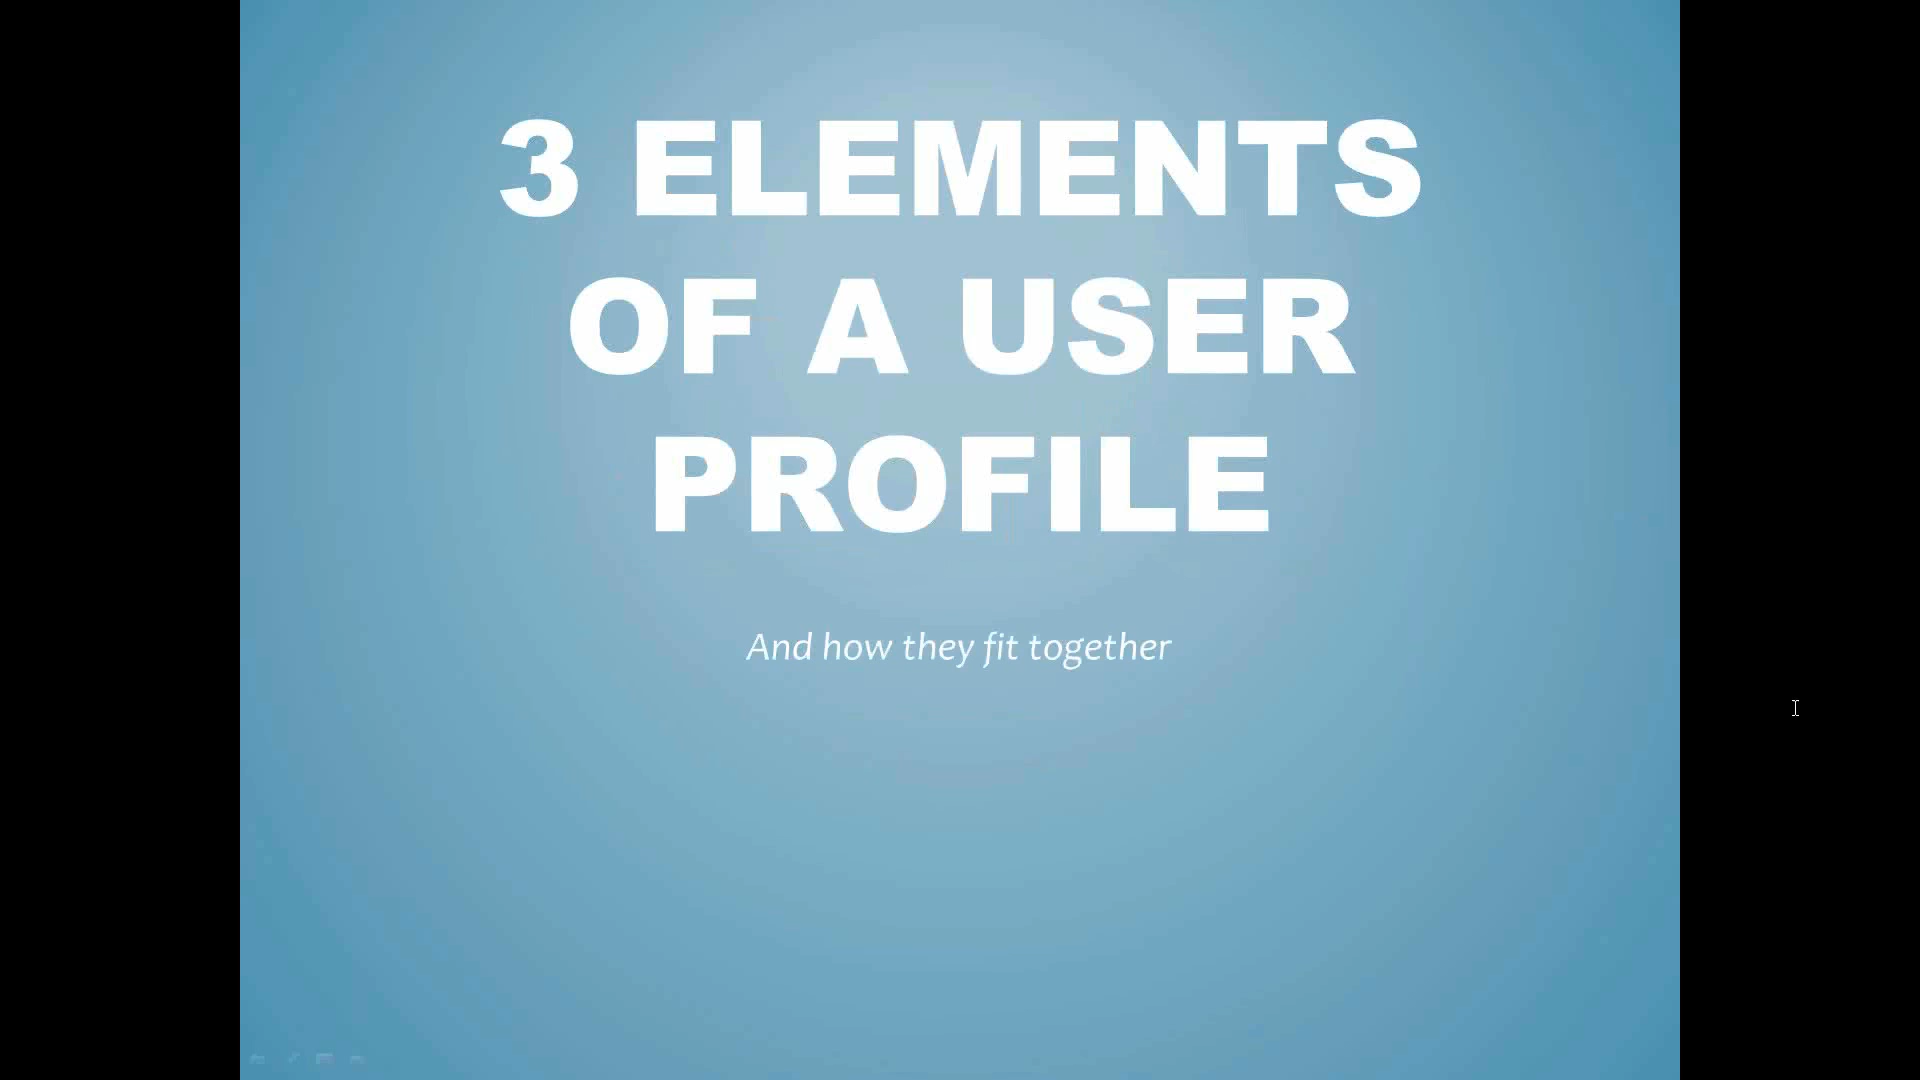 3 ELEMENTS
OF A USER
PROFILE
And how they fit together